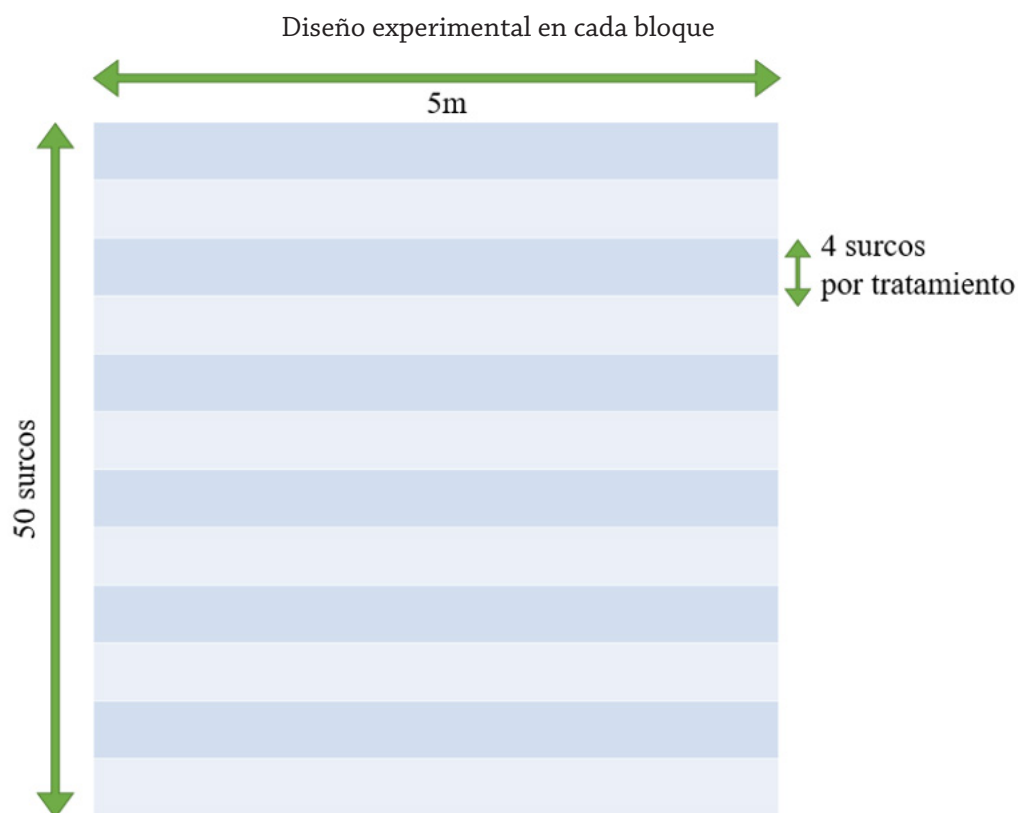 Diseño experimental en cada bloque
5m
4 surcos
por tratamiento
50 surcos